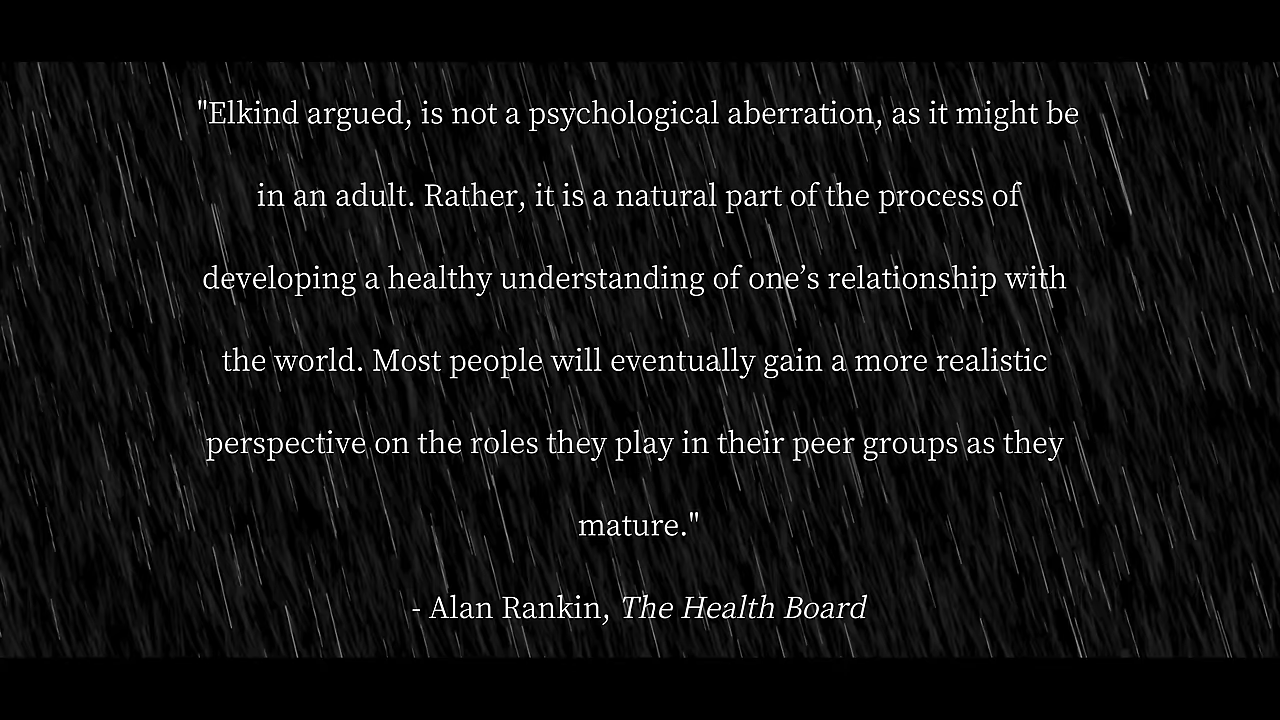 "Elkind argued, is not a psychological aberration, as it might be
in an adult. Rather, it is a natural part of the process of
developing a healthy understanding of one’s relationship with
the world. Most people will eventually gain a more realistic
perspective on the roles they play in their peer groups as they
mature."
- Alan Rankin, The Health Board